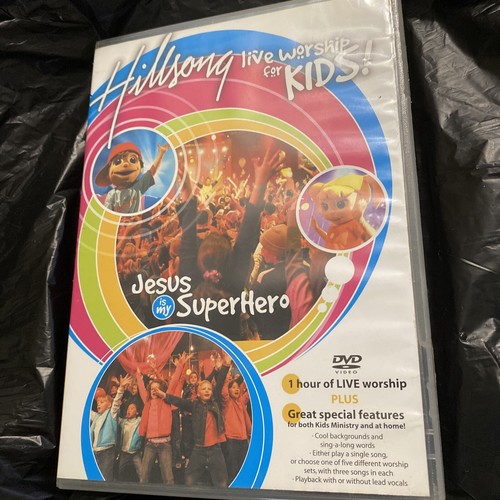 Hillsong live worship
for KIDS!
Jesus
is my SuperHero
DVD
VIDEO
1 hour of LIVE worship
PLUS
Great special features
for both Kids Ministry and at home!
· Cool backgrounds and
sing-a-long words
· Either play a single song,
or choose one of five different worship
sets, with three songs in each
· Playback with or without lead vocals